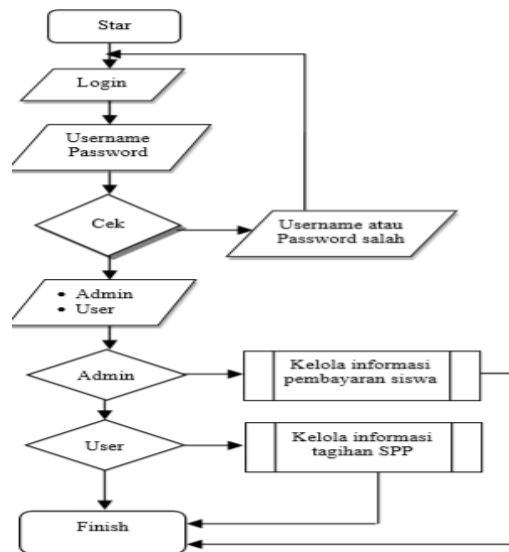 Star
Login
Username
Password
Cek
Username atau
Password salah
• Admin
• User
Admin
Kelola informasi
pembayaran siswa
User
Kelola informasi
tagihan SPP
Finish